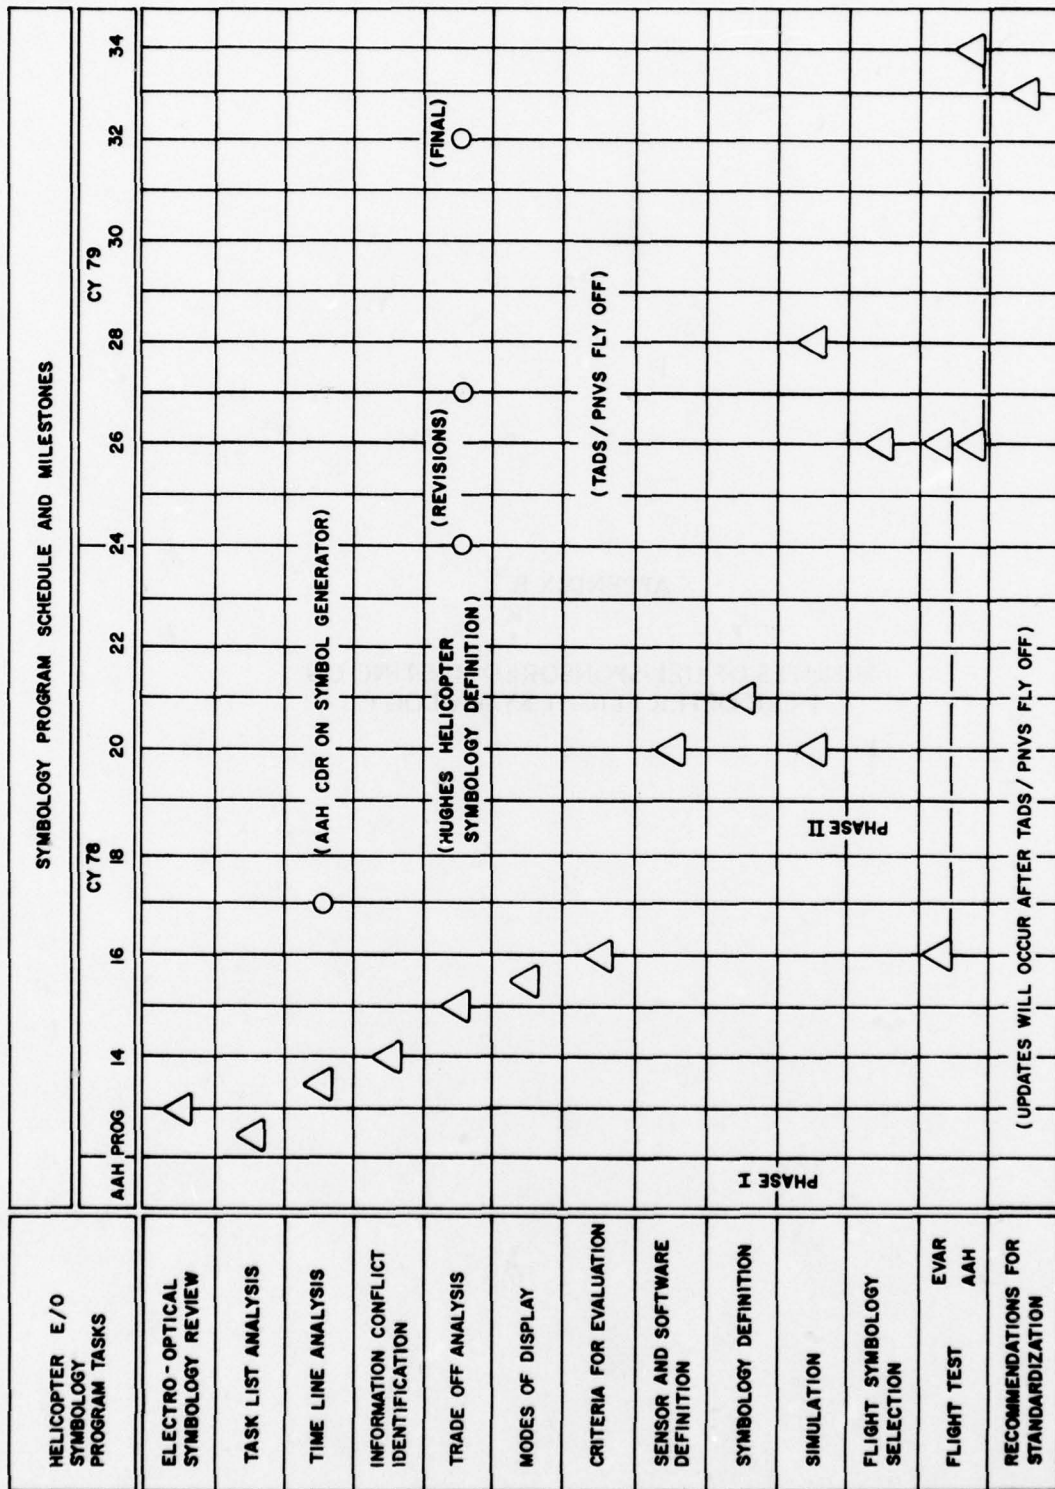 SYMBOLOGY PROGRAM SCHEDULE AND MILESTONES
HELICOPTER E/O
SYMBOLOGY
PROGRAM TASKS
CY 78
CY 79
AAH PROG 14 16 18 20 22 24 26 28 30 32 34
ELECTRO-OPTICAL
SYMBOLOGY REVIEW
TASK LIST ANALYSIS
TIME LINE ANALYSIS
(AAH CDR ON SYMBOL GENERATOR)
INFORMATION CONFLICT
IDENTIFICATION
TRADE OFF ANALYSIS
(HUGHES HELICOPTER
SYMBOLOGY DEFINITION)
(REVISIONS)
(FINAL)
MODES OF DISPLAY
CRITERIA FOR EVALUATION
(TADS/PNVS FLY OFF)
SENSOR AND SOFTWARE
DEFINITION
SYMBOLOGY DEFINITION
PHASE I
SIMULATION
PHASE II
FLIGHT SYMBOLOGY
SELECTION
FLIGHT TEST
EVAR
AAH
RECOMMENDATIONS FOR
STANDARDIZATION
(UPDATES WILL OCCUR AFTER TADS/PNVS FLY OFF)